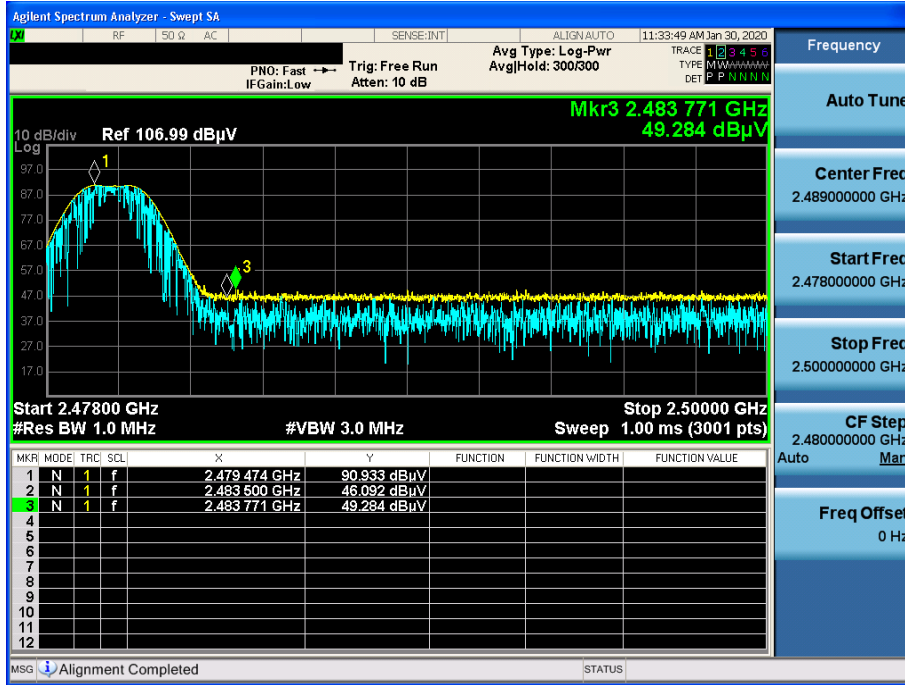 Agilent Spectrum Analyzer - Swept SA
LXI RF 50 Ω AC SENSE:INT ALIGN AUTO 11:33:49 AM Jan 30, 2020
PNO: Fast IFGain:Low
Trig: Free Run Atten: 10 dB
Avg Type: Log-Pwr Avg|Hold: 300/300
TRACE 1 2 3 4 5 6
TYPE M W W W W W
DET P P N N N N
Mkr3 2.483 771 GHz
49.284 dBµV
10 dB/div Ref 106.99 dBµV
Log
97.0
87.0
77.0
67.0
57.0
47.0
37.0
27.0
17.0
1
3
Start 2.47800 GHz Stop 2.50000 GHz
#Res BW 1.0 MHz #VBW 3.0 MHz Sweep 1.00 ms (3001 pts)
MKR MODE TRC SCL X Y FUNCTION FUNCTION WIDTH FUNCTION VALUE
1 N 1 f 2.479 474 GHz 90.933 dBµV
2 N 1 f 2.483 500 GHz 46.092 dBµV
3 N 1 f 2.483 771 GHz 49.284 dBµV
4
5
6
7
8
9
10
11
12
MSG Alignment Completed STATUS
Frequency
Auto Tune
Center Freq
2.489000000 GHz
Start Freq
2.478000000 GHz
Stop Freq
2.500000000 GHz
CF Step
2.480000000 GHz
Auto Man
Freq Offset
0 Hz